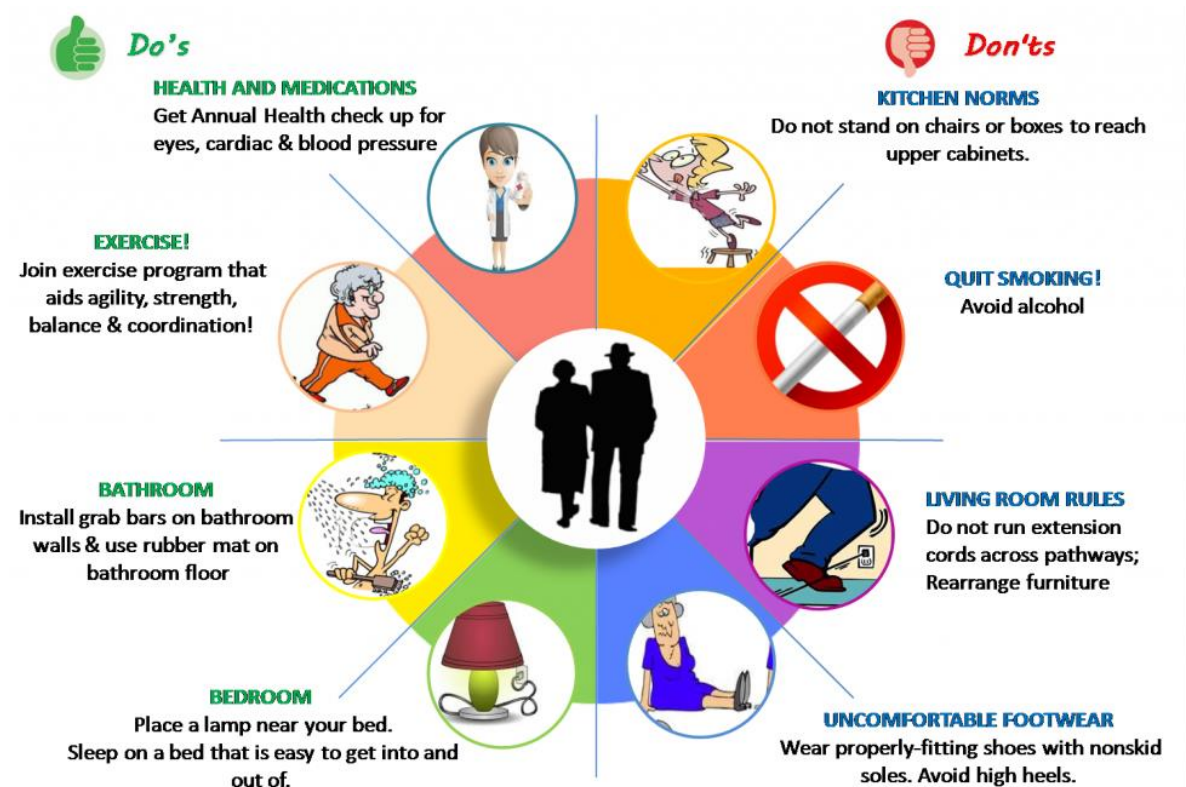 Do's
HEALTH AND MEDICATIONS
Get Annual Health check up for
eyes, cardiac & blood pressure
EXERCISE!
Join exercise program that
aids agility, strength,
balance & coordination!
BATHROOM
Install grab bars on bathroom
walls & use rubber mat on
bathroom floor
BEDROOM
Place a lamp near your bed.
Sleep on a bed that is easy to get into and
out of.
Don'ts
KITCHEN NORMS
Do not stand on chairs or boxes to reach
upper cabinets.
QUIT SMOKING!
Avoid alcohol
LIVING ROOM RULES
Do not run extension
cords across pathways;
Rearrange furniture
UNCOMFORTABLE FOOTWEAR
Wear properly-fitting shoes with nonskid
soles. Avoid high heels.